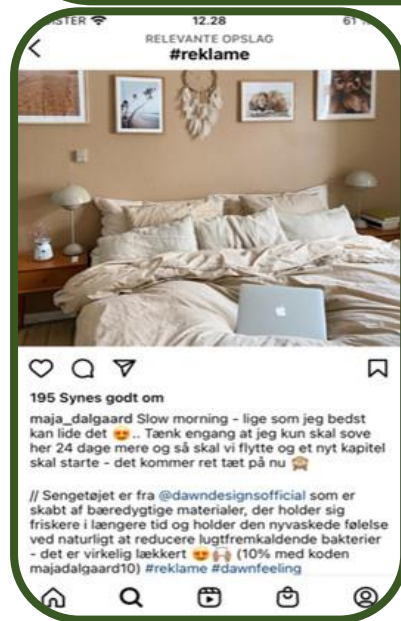 12.28
RELEVANTE OPSLAG
#reklame
195 Synes godt om
maja_dalgaard Slow morning - lige som jeg bedst
kan lide det 😍.. Tænk engang at jeg kun skal sove
her 24 dage mere og så skal vi flytte og et nyt kapitel
skal starte - det kommer ret tæt på nu 🙈
// Sengetøjet er fra @dawndesignsofficial som er
skabt af bæredygtige materialer, der holder sig
friskere i længere tid og holder den nyvaskede følelse
ved naturligt at reducere lugtfremkaldende bakterier
- det er virkelig lækkert 😍🙌🏼 (10% med koden
majadalgaard10) #reklame #dawnfeeling